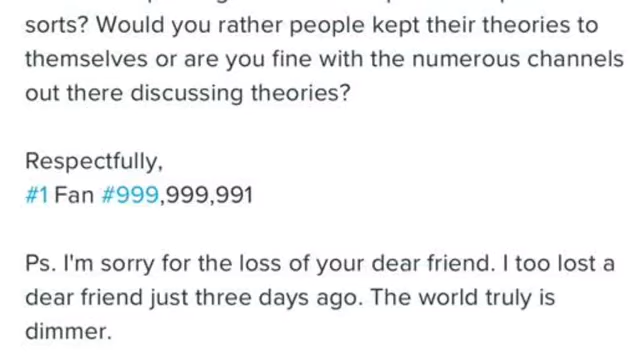 sorts? Would you rather people kept their theories to
themselves or are you fine with the numerous channels
out there discussing theories?
Respectfully,
#1 Fan #999,999,991
Ps. I'm sorry for the loss of your dear friend. I too lost a
dear friend just three days ago. The world truly is
dimmer.